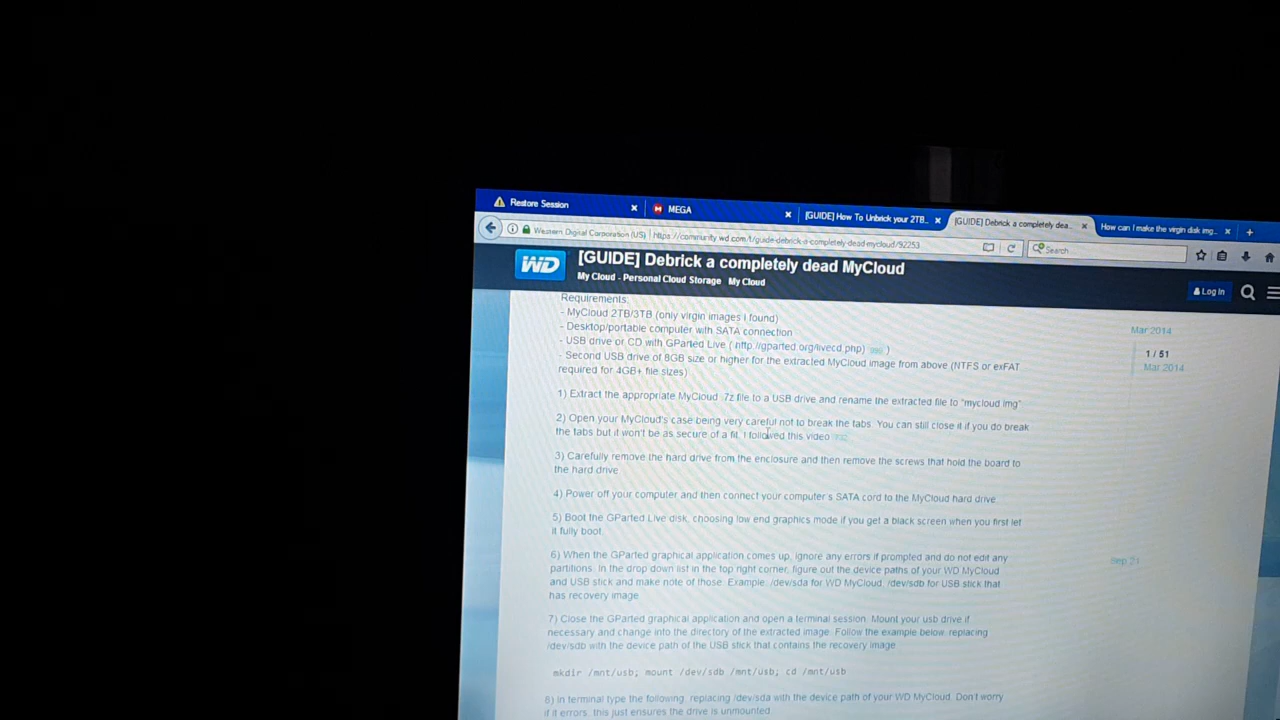 Restore Session
MEGA
[GUIDE] How To Unbrick your 2TB...
[GUIDE] Debrick a completely dea...
How can I make the virgin disk img...
Western Digital Corporation (US)
https://community.wd.com/t/guide-debrick-a-completely-dead-mycloud/92253
Search
WD
[GUIDE] Debrick a completely dead MyCloud
My Cloud - Personal Cloud Storage My Cloud
Log In
Requirements:
- MyCloud 2TB/3TB (only virgin images I found)
- Desktop/portable computer with SATA connection
- USB drive or CD with GParted Live ( http://gparted.org/livecd.php) )
- Second USB drive of 8GB size or higher for the extracted MyCloud image from above (NTFS or exFAT
required for 4GB+ file sizes)
1) Extract the appropriate MyCloud .7z file to a USB drive and rename the extracted file to "mycloud.img"
2) Open your MyCloud's case being very careful not to break the tabs. You can still close it if you do break
the tabs but it won't be as secure of a fit. I followed this video
3) Carefully remove the hard drive from the enclosure and then remove the screws that hold the board to
the hard drive
4) Power off your computer and then connect your computer's SATA cord to the MyCloud hard drive.
5) Boot the GParted Live disk, choosing low end graphics mode if you get a black screen when you first let
it fully boot.
6) When the GParted graphical application comes up, ignore any errors if prompted and do not edit any
partitions. In the drop down list in the top right corner, figure out the device paths of your WD MyCloud
and USB stick and make note of those. Example: /dev/sda for WD MyCloud, /dev/sdb for USB stick that
has recovery image
7) Close the GParted graphical application and open a terminal session. Mount your usb drive if
necessary and change into the directory of the extracted image. Follow the example below, replacing
/dev/sdb with the device path of the USB stick that contains the recovery image
mkdir /mnt/usb; mount /dev/sdb /mnt/usb; cd /mnt/usb
8) In terminal type the following, replacing /dev/sda with the device path of your WD MyCloud. Don't worry
if it errors, this just ensures the drive is unmounted.
Mar 2014
1 / 51
Mar 2014
Sep 21